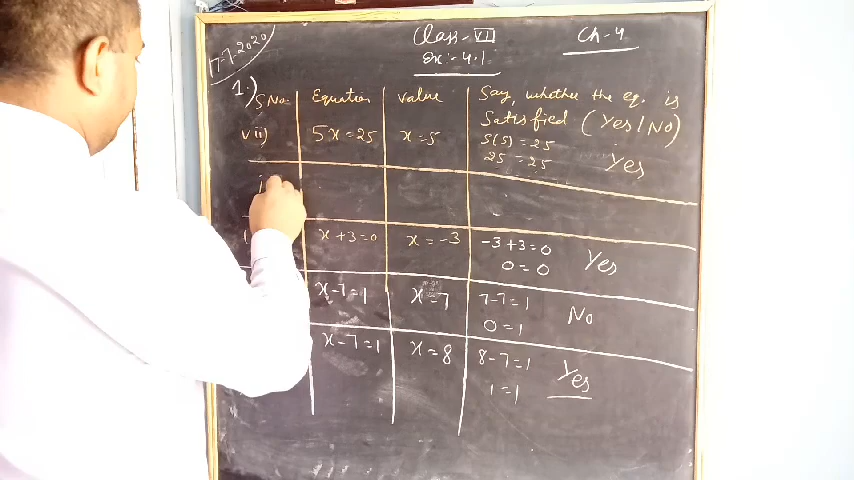 17-7-2020
Class-VI
Ch-4
Ex:-4.1
1.)
S No. Equation value Say, whether the eq. is
Satisfied (Yes/No)
vii) 5x=25 x=5 5(5)=25
25=25 Yes
x+3=0 x=-3 -3+3=0
0=0 Yes
x-7=1 x=7 7-7=1
0=1 No
x-7=1 x=8 8-7=1
1=1 Yes